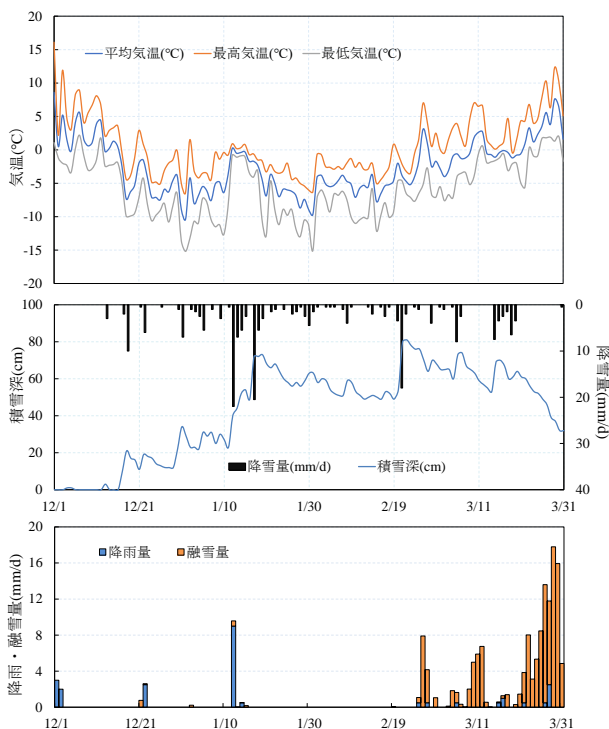 20
15
10
5
0
-5
-10
-15
-20
気温(℃)
平均気温(℃) 最高気温(℃) 最低気温(℃)
100
80
60
40
20
0
積雪深(cm)
0
10
20
30
40
降雪量(mm/d)
降雪量(mm/d) 積雪深(cm)
12/1 12/21 1/10 1/30 2/19 3/11 3/31
20
16
12
8
4
0
降雨・融雪量(mm/d)
降雨量 融雪量
12/1 12/21 1/10 1/30 2/19 3/11 3/31